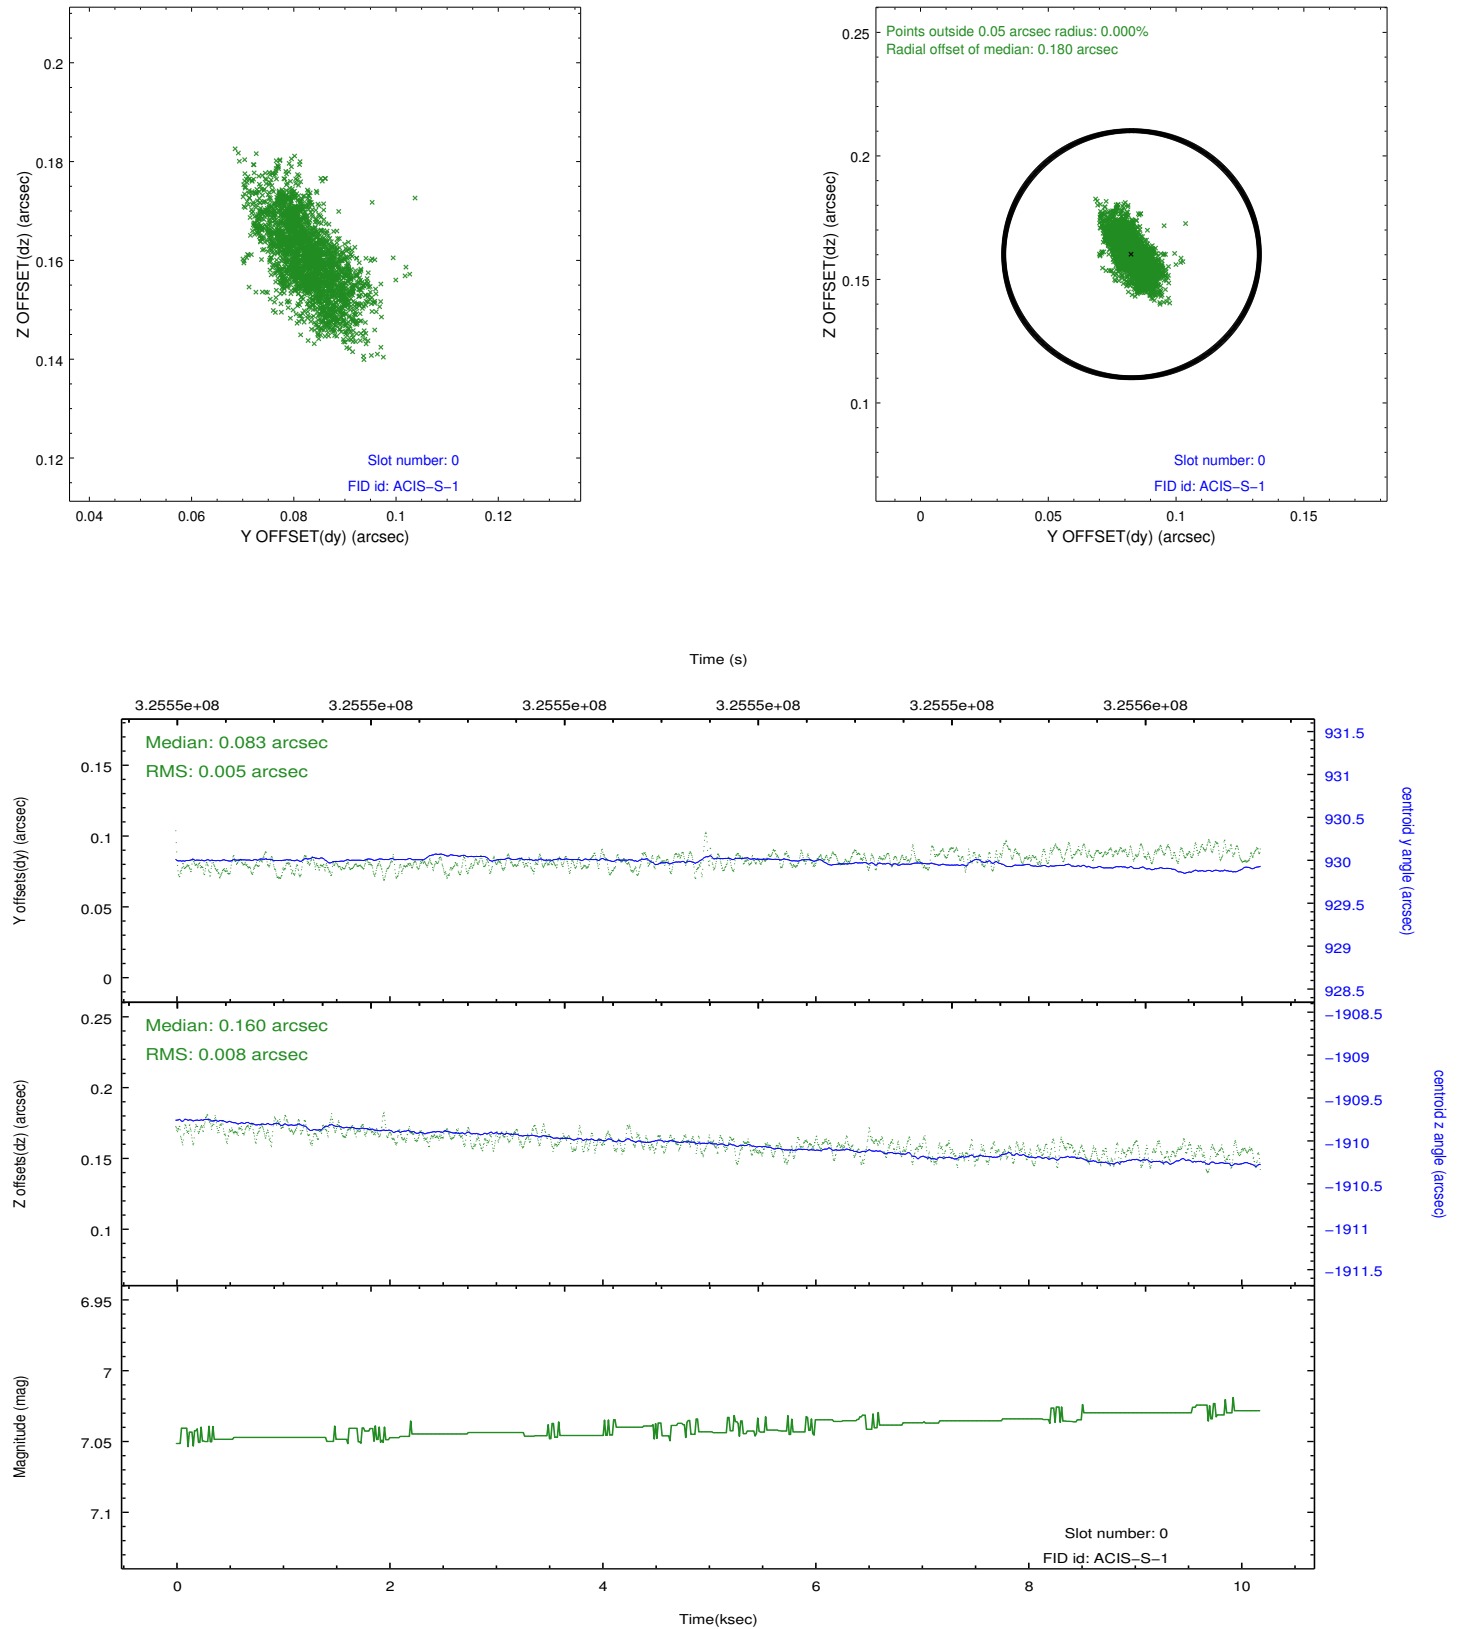 0.2
0.18
0.16
0.14
0.12
Z OFFSET(dz) (arcsec)
Slot number: 0
FID id: ACIS−S−1
0.04 0.06 0.08 0.1 0.12
Y OFFSET(dy) (arcsec)
Points outside 0.05 arcsec radius: 0.000%
Radial offset of median: 0.180 arcsec
0.25
0.2
0.15
0.1
Z OFFSET(dz) (arcsec)
Slot number: 0
FID id: ACIS−S−1
0 0.05 0.1 0.15
Y OFFSET(dy) (arcsec)
Time (s)
3.2555e+08 3.2555e+08 3.2555e+08 3.2555e+08 3.2555e+08 3.2556e+08
Median: 0.083 arcsec
RMS: 0.005 arcsec
0.15
0.1
0.05
0
Y offsets(dy) (arcsec)
931.5
931
930.5
930
929.5
929
928.5
centroid y angle (arcsec)
Median: 0.160 arcsec
RMS: 0.008 arcsec
0.25
0.2
0.15
0.1
Z offsets(dz) (arcsec)
−1908.5
−1909
−1909.5
−1910
−1910.5
−1911
−1911.5
centroid z angle (arcsec)
6.95
7
7.05
7.1
Magnitude (mag)
Slot number: 0
FID id: ACIS−S−1
0 2 4 6 8 10
Time(ksec)